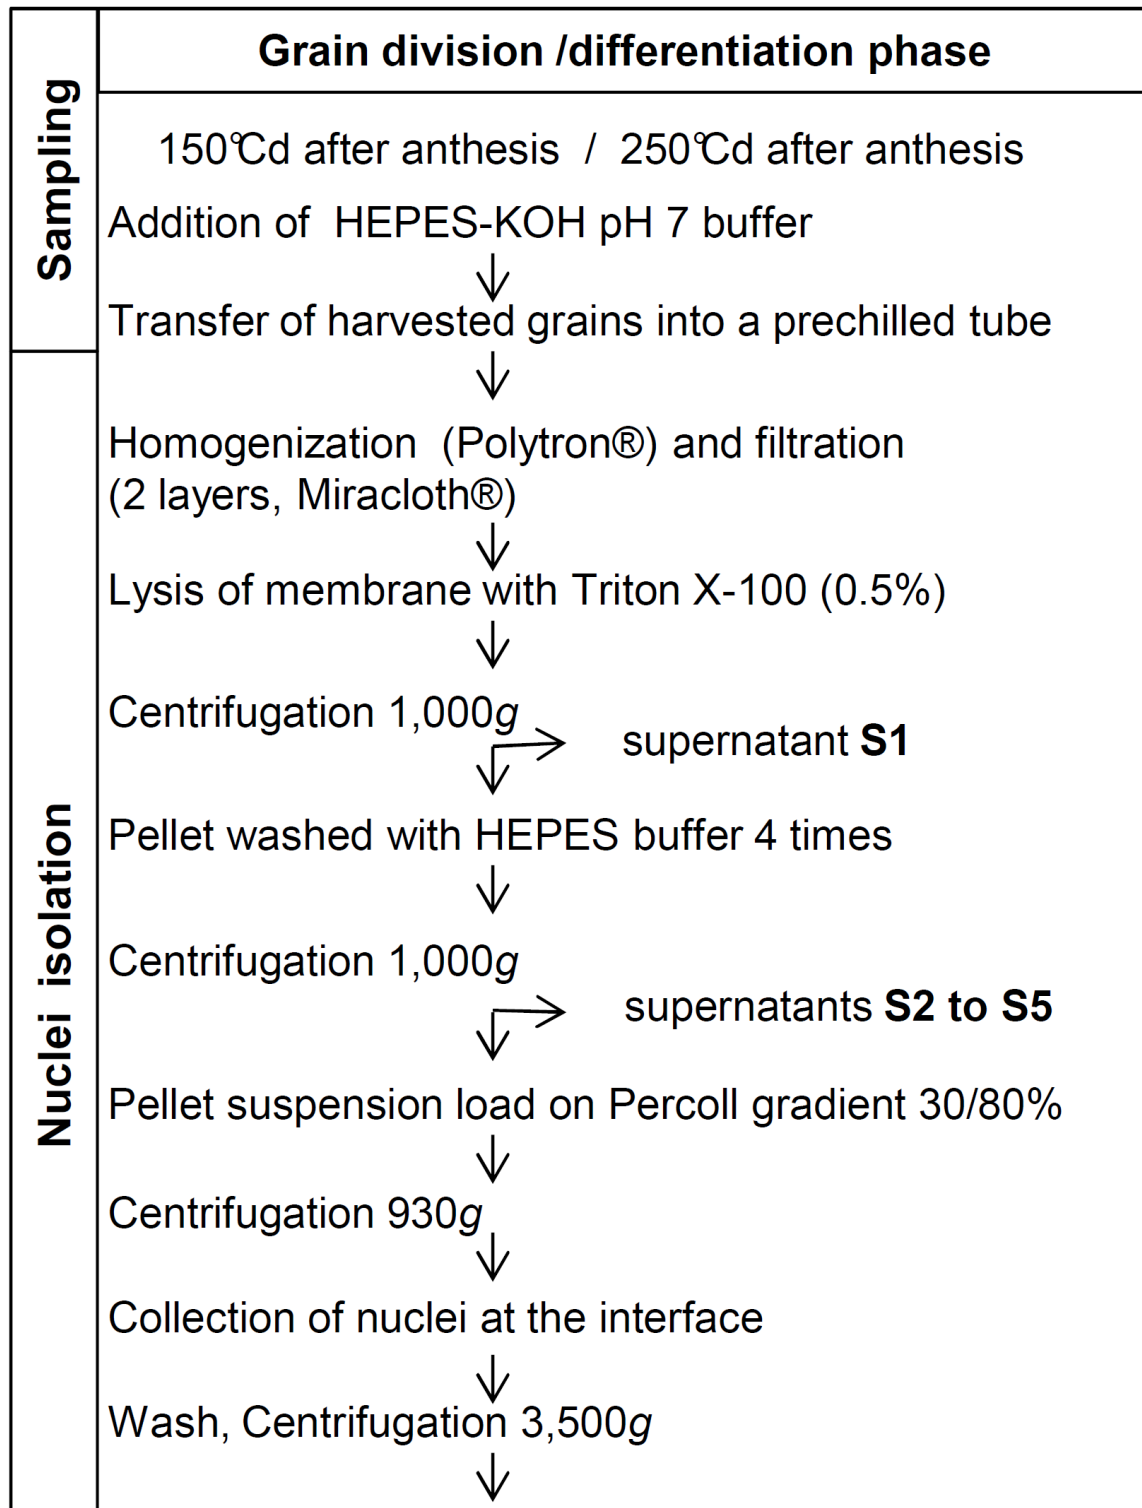 Grain division /differentiation phase
Sampling
150°Cd after anthesis / 250°Cd after anthesis
Addition of HEPES-KOH pH 7 buffer
Transfer of harvested grains into a prechilled tube
Nuclei isolation
Homogenization (Polytron®) and filtration
(2 layers, Miracloth®)
Lysis of membrane with Triton X-100 (0.5%)
Centrifugation 1,000g
supernatant S1
Pellet washed with HEPES buffer 4 times
Centrifugation 1,000g
supernatants S2 to S5
Pellet suspension load on Percoll gradient 30/80%
Centrifugation 930g
Collection of nuclei at the interface
Wash, Centrifugation 3,500g